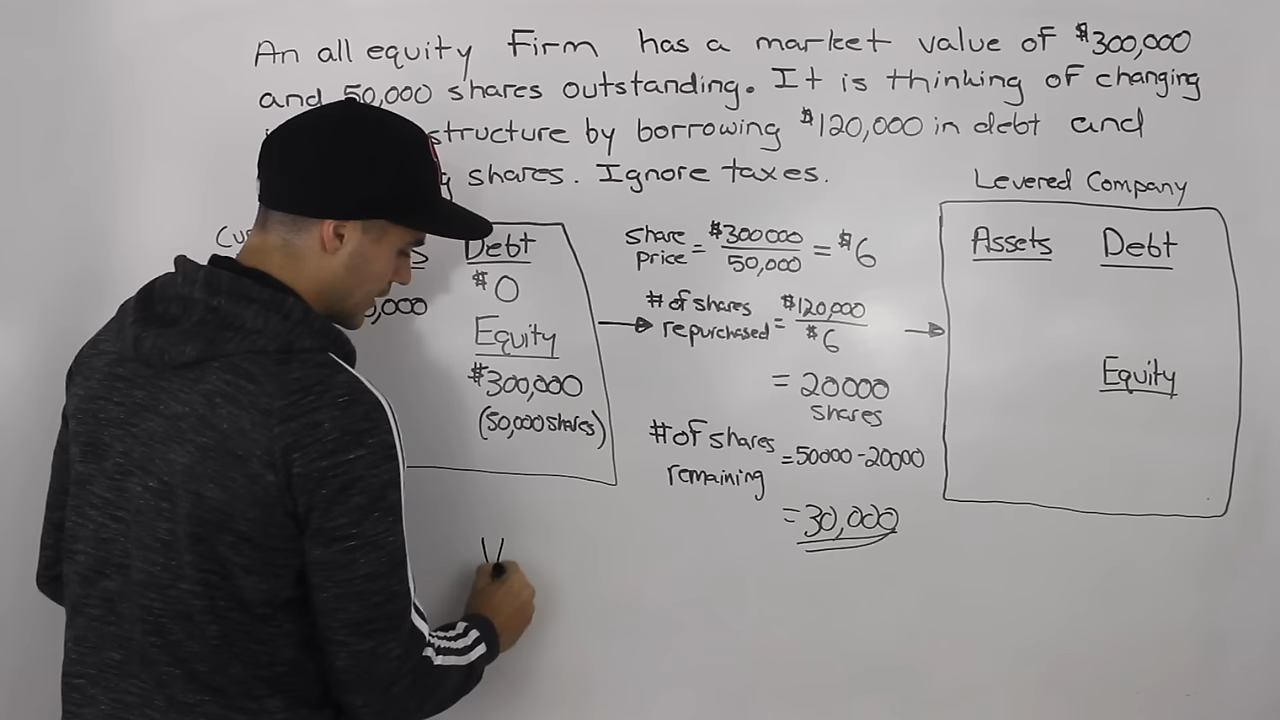 An all equity Firm has a market value of $300,000
and 50,000 shares outstanding. It is thinking of changing
structure by borrowing $120,000 in debt and
shares. Ignore taxes.
Debt
$0
Equity
$300,000
(50,000 shares)
share price = $300000 / 50,000 = $6
# of shares repurchased = $120,000 / $6
= 20000 shares
# of shares remaining = 50000 - 20000
= 30,000
Levered Company
Assets Debt
Equity
V